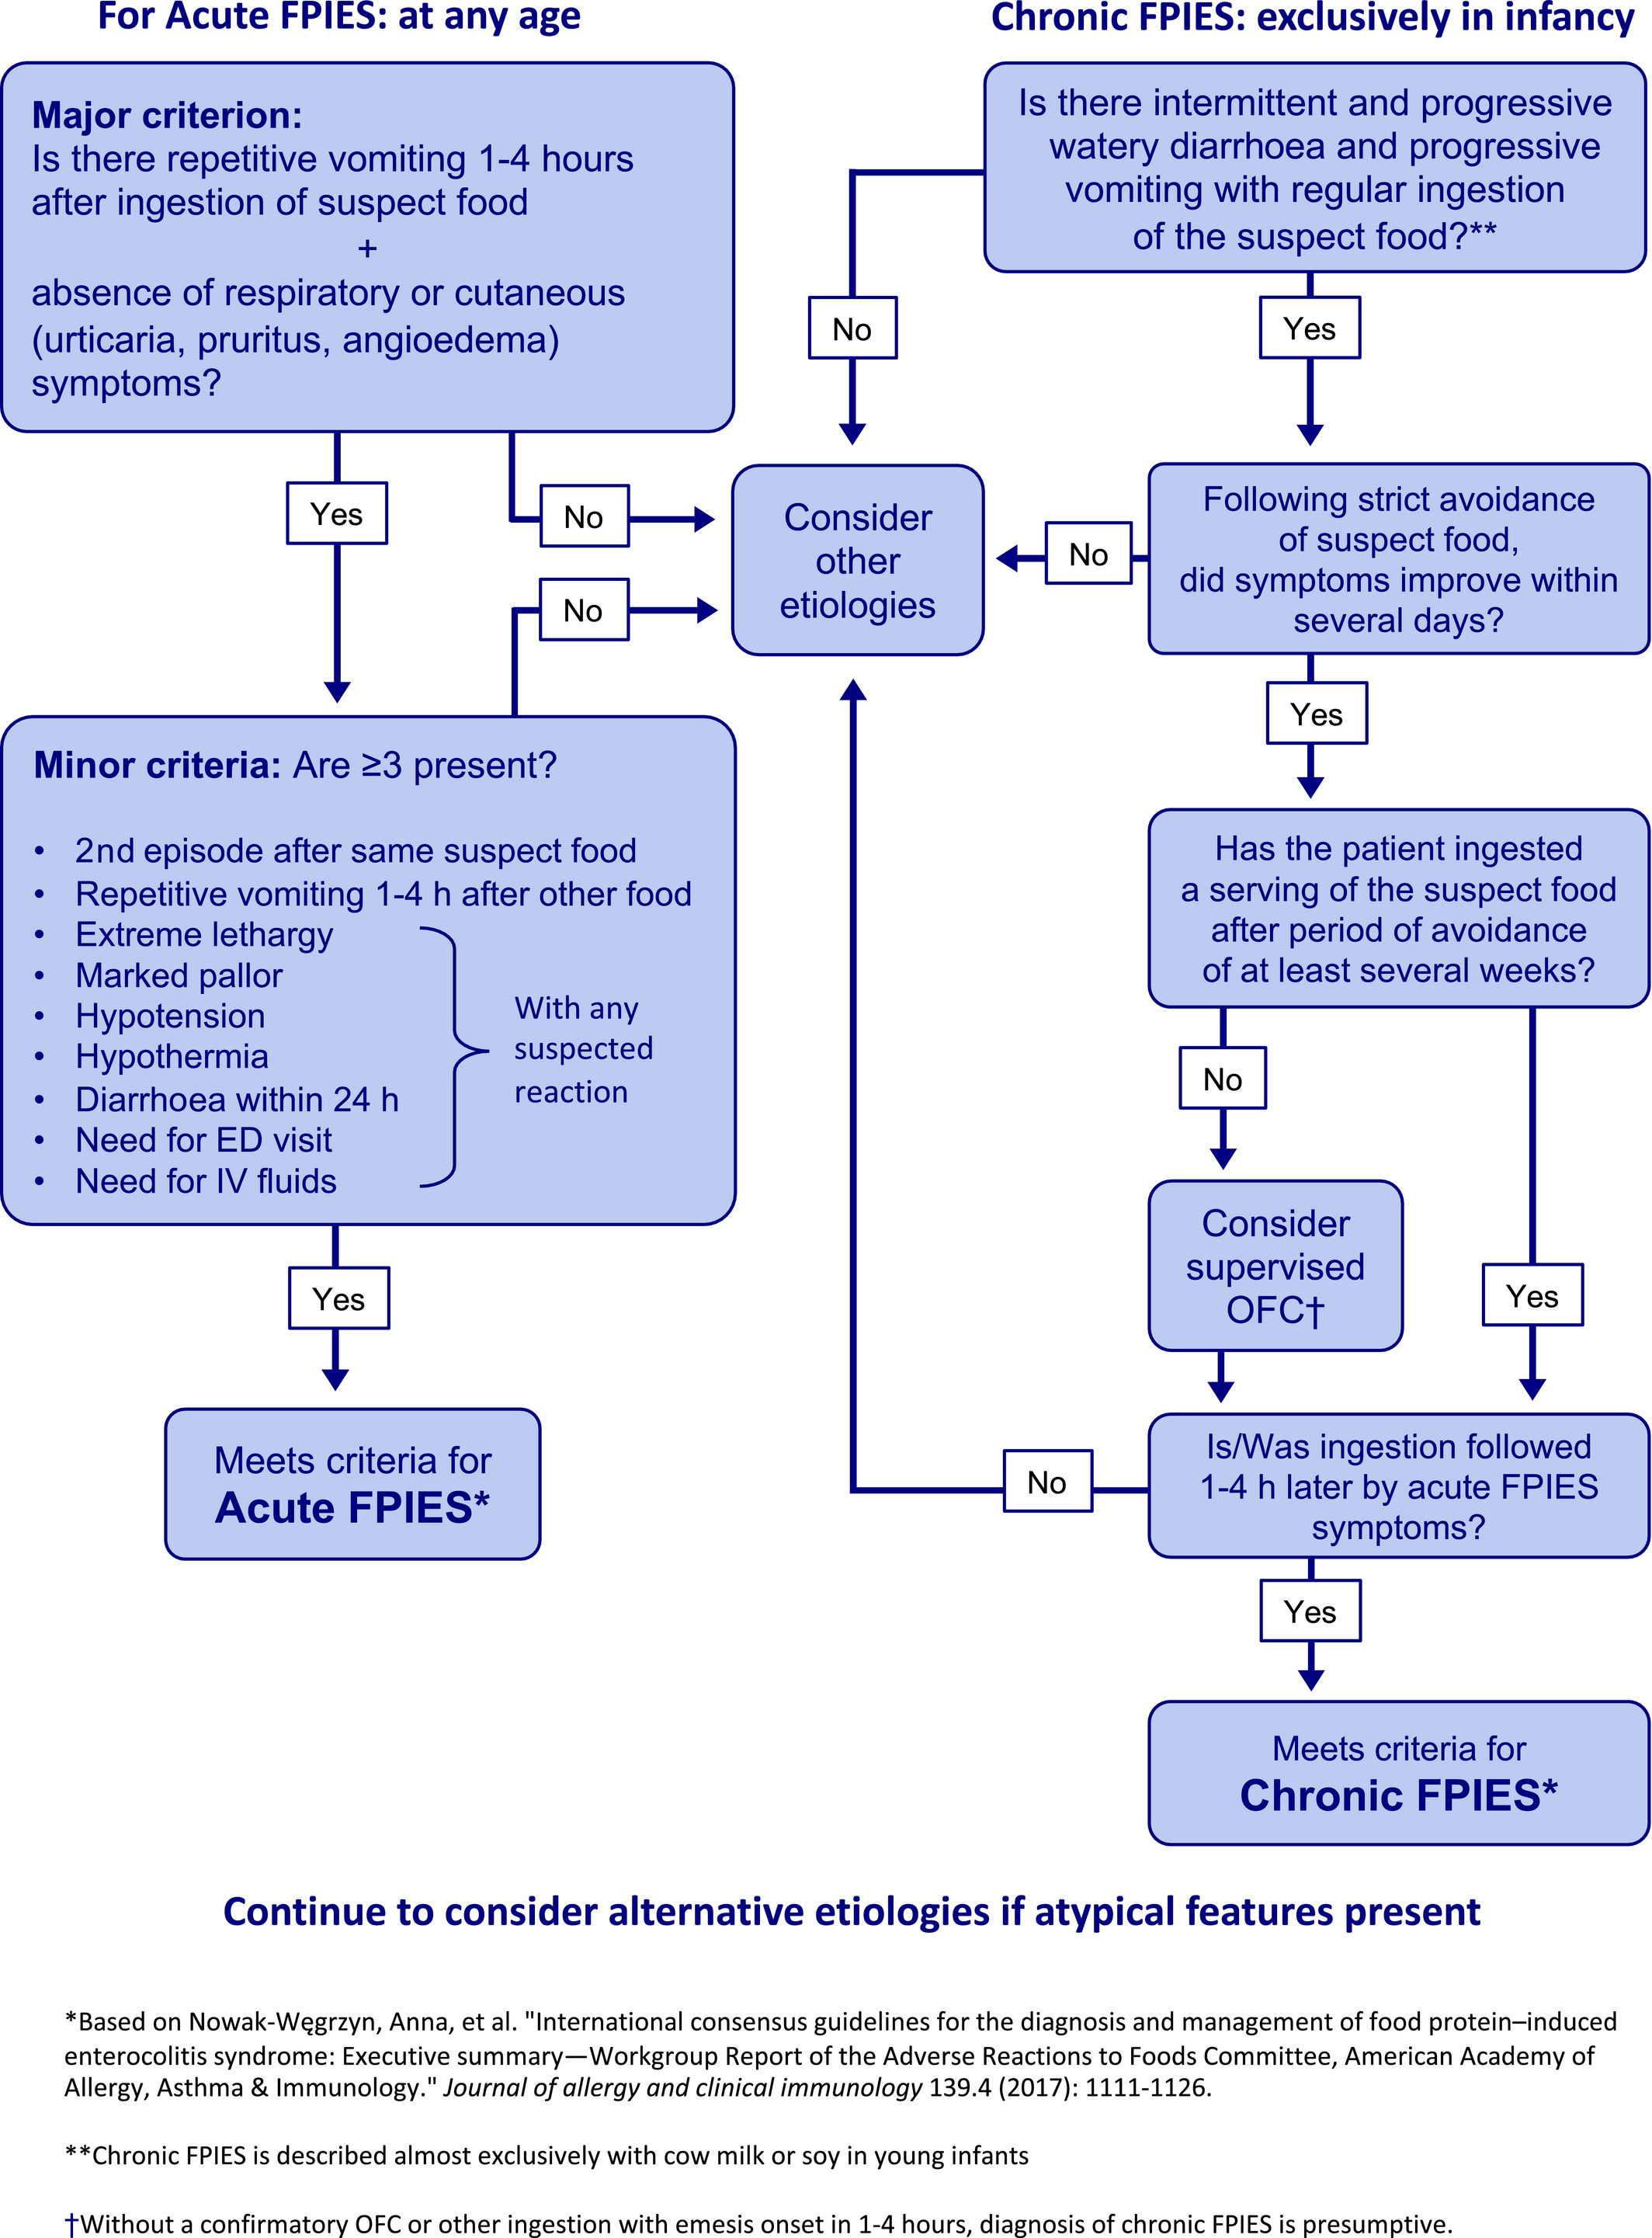 For Acute FPIES: at any age
Major criterion:
Is there repetitive vomiting 1-4 hours
after ingestion of suspect food
+
absence of respiratory or cutaneous
(urticaria, pruritus, angioedema)
symptoms?
Yes
No
No
Minor criteria: Are ≥3 present?
• 2nd episode after same suspect food
• Repetitive vomiting 1-4 h after other food
• Extreme lethargy
• Marked pallor
• Hypotension
• Hypothermia
• Diarrhoea within 24 h
• Need for ED visit
• Need for IV fluids
With any
suspected
reaction
Yes
Meets criteria for
Acute FPIES*
Consider
other
etiologies
Chronic FPIES: exclusively in infancy
Is there intermittent and progressive
watery diarrhoea and progressive
vomiting with regular ingestion
of the suspect food?**
No
Yes
Following strict avoidance
of suspect food,
did symptoms improve within
several days?
No
Yes
Has the patient ingested
a serving of the suspect food
after period of avoidance
of at least several weeks?
No
Yes
Consider
supervised
OFC†
Is/Was ingestion followed
1-4 h later by acute FPIES
symptoms?
No
Yes
Meets criteria for
Chronic FPIES*
Continue to consider alternative etiologies if atypical features present
*Based on Nowak-Węgrzyn, Anna, et al. "International consensus guidelines for the diagnosis and management of food protein–induced
enterocolitis syndrome: Executive summary—Workgroup Report of the Adverse Reactions to Foods Committee, American Academy of
Allergy, Asthma & Immunology." Journal of allergy and clinical immunology 139.4 (2017): 1111-1126.
**Chronic FPIES is described almost exclusively with cow milk or soy in young infants
†Without a confirmatory OFC or other ingestion with emesis onset in 1-4 hours, diagnosis of chronic FPIES is presumptive.